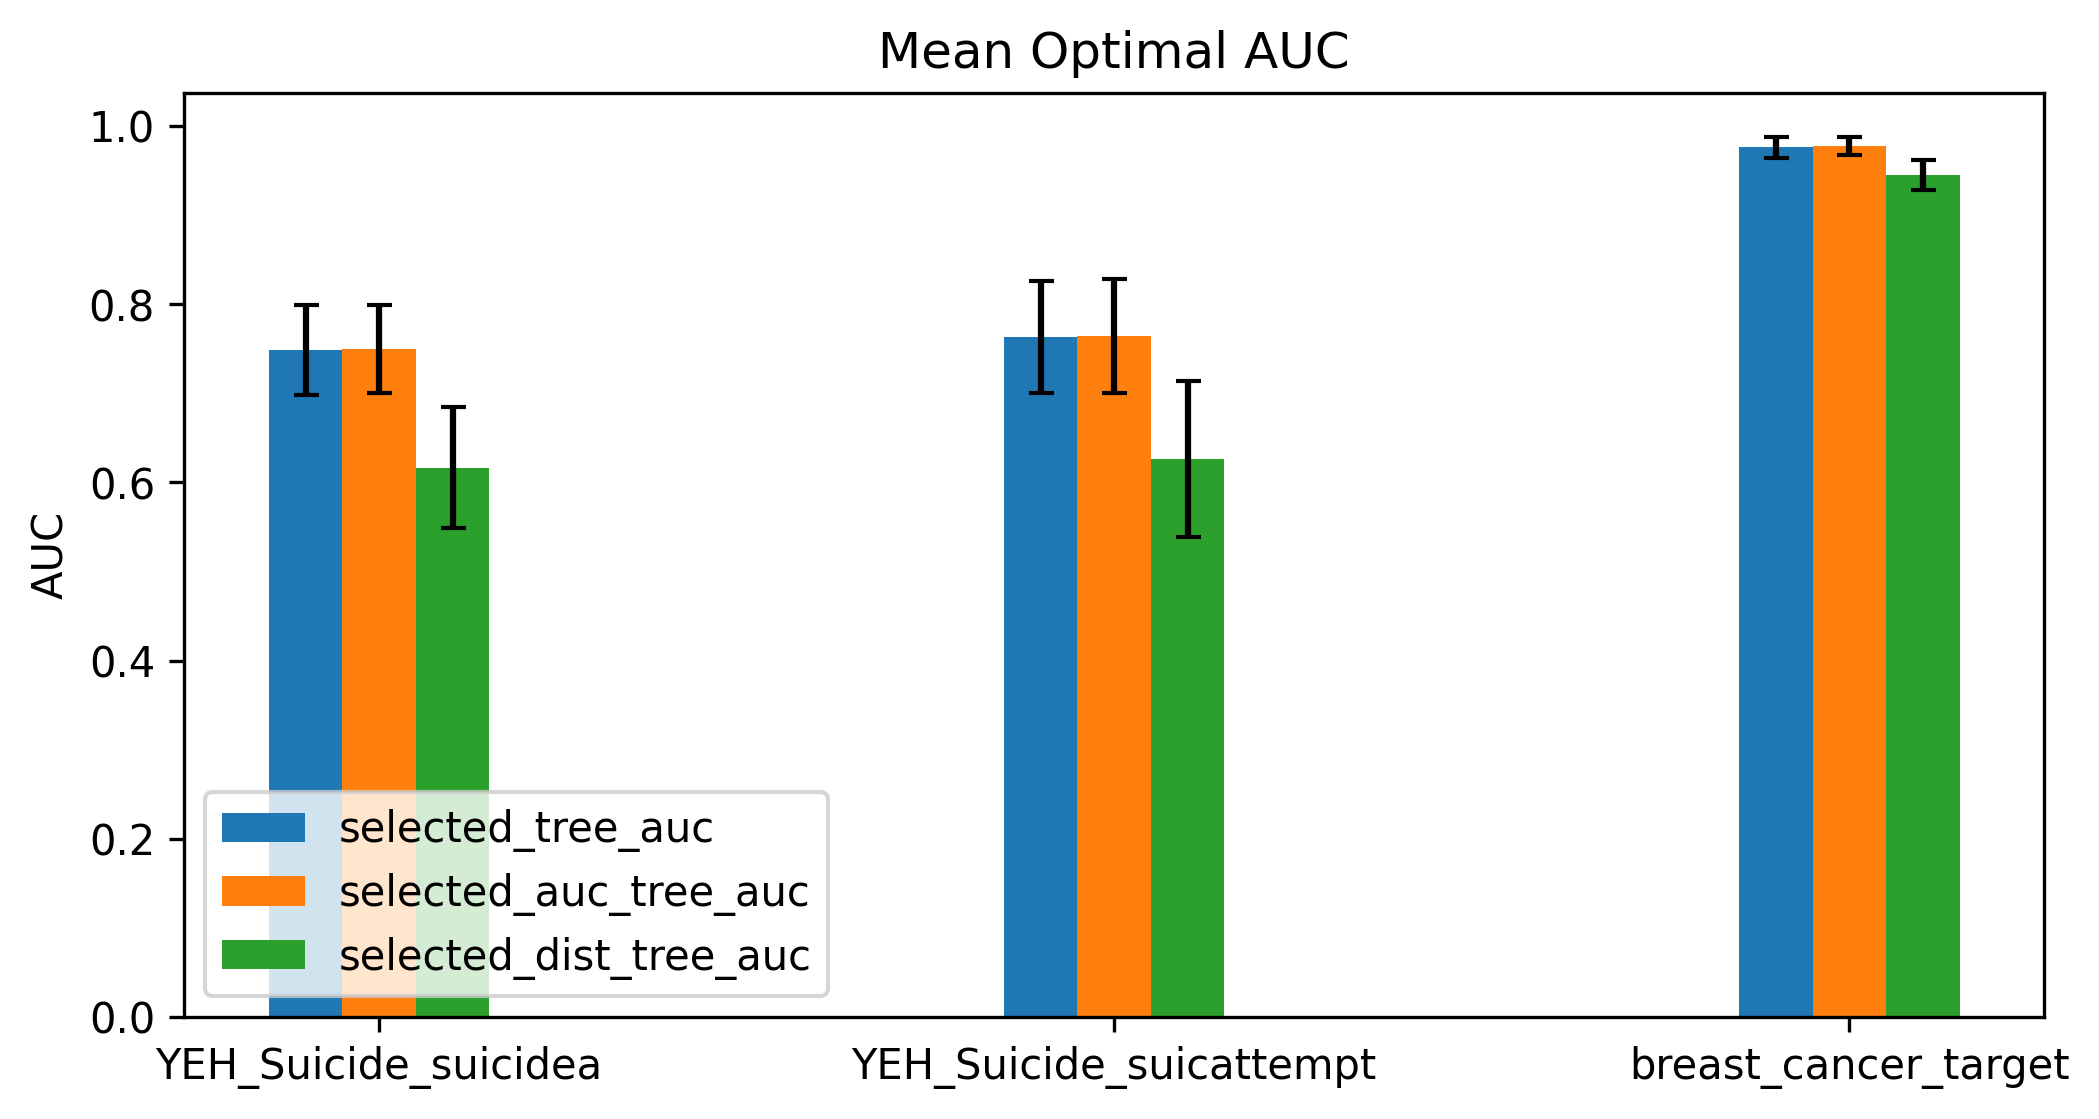 Mean Optimal AUC
AUC
1.0
0.8
0.6
0.4
0.2
0.0
selected_tree_auc
selected_auc_tree_auc
selected_dist_tree_auc
YEH_Suicide_suicidea
YEH_Suicide_suicattempt
breast_cancer_target